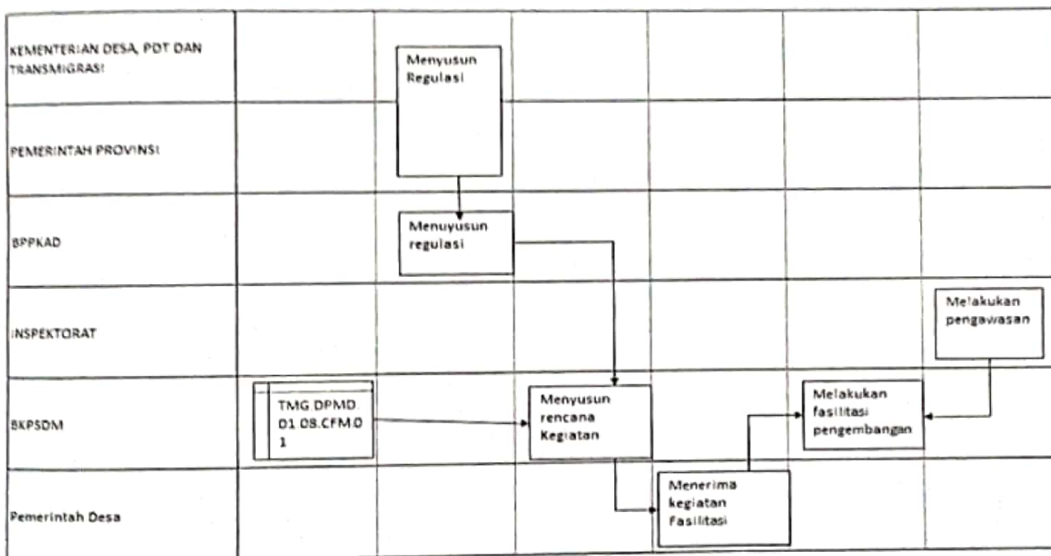 KEMENTERIAN DESA, PDT DAN
TRANSMIGRASI
Menyusun
Regulasi
PEMERINTAH PROVINSI
BPPKAD
Menuyusun
regulasi
INSPEKTORAT
Melakukan
pengawasan
BKPSDM
TMG.DPMD.
01.08.CFM.0
1
Menyusun
rencana
Kegiatan
Melakukan
fasilitasi
pengembangan
Pemerintah Desa
Menerima
kegiatan
Fasilitasi